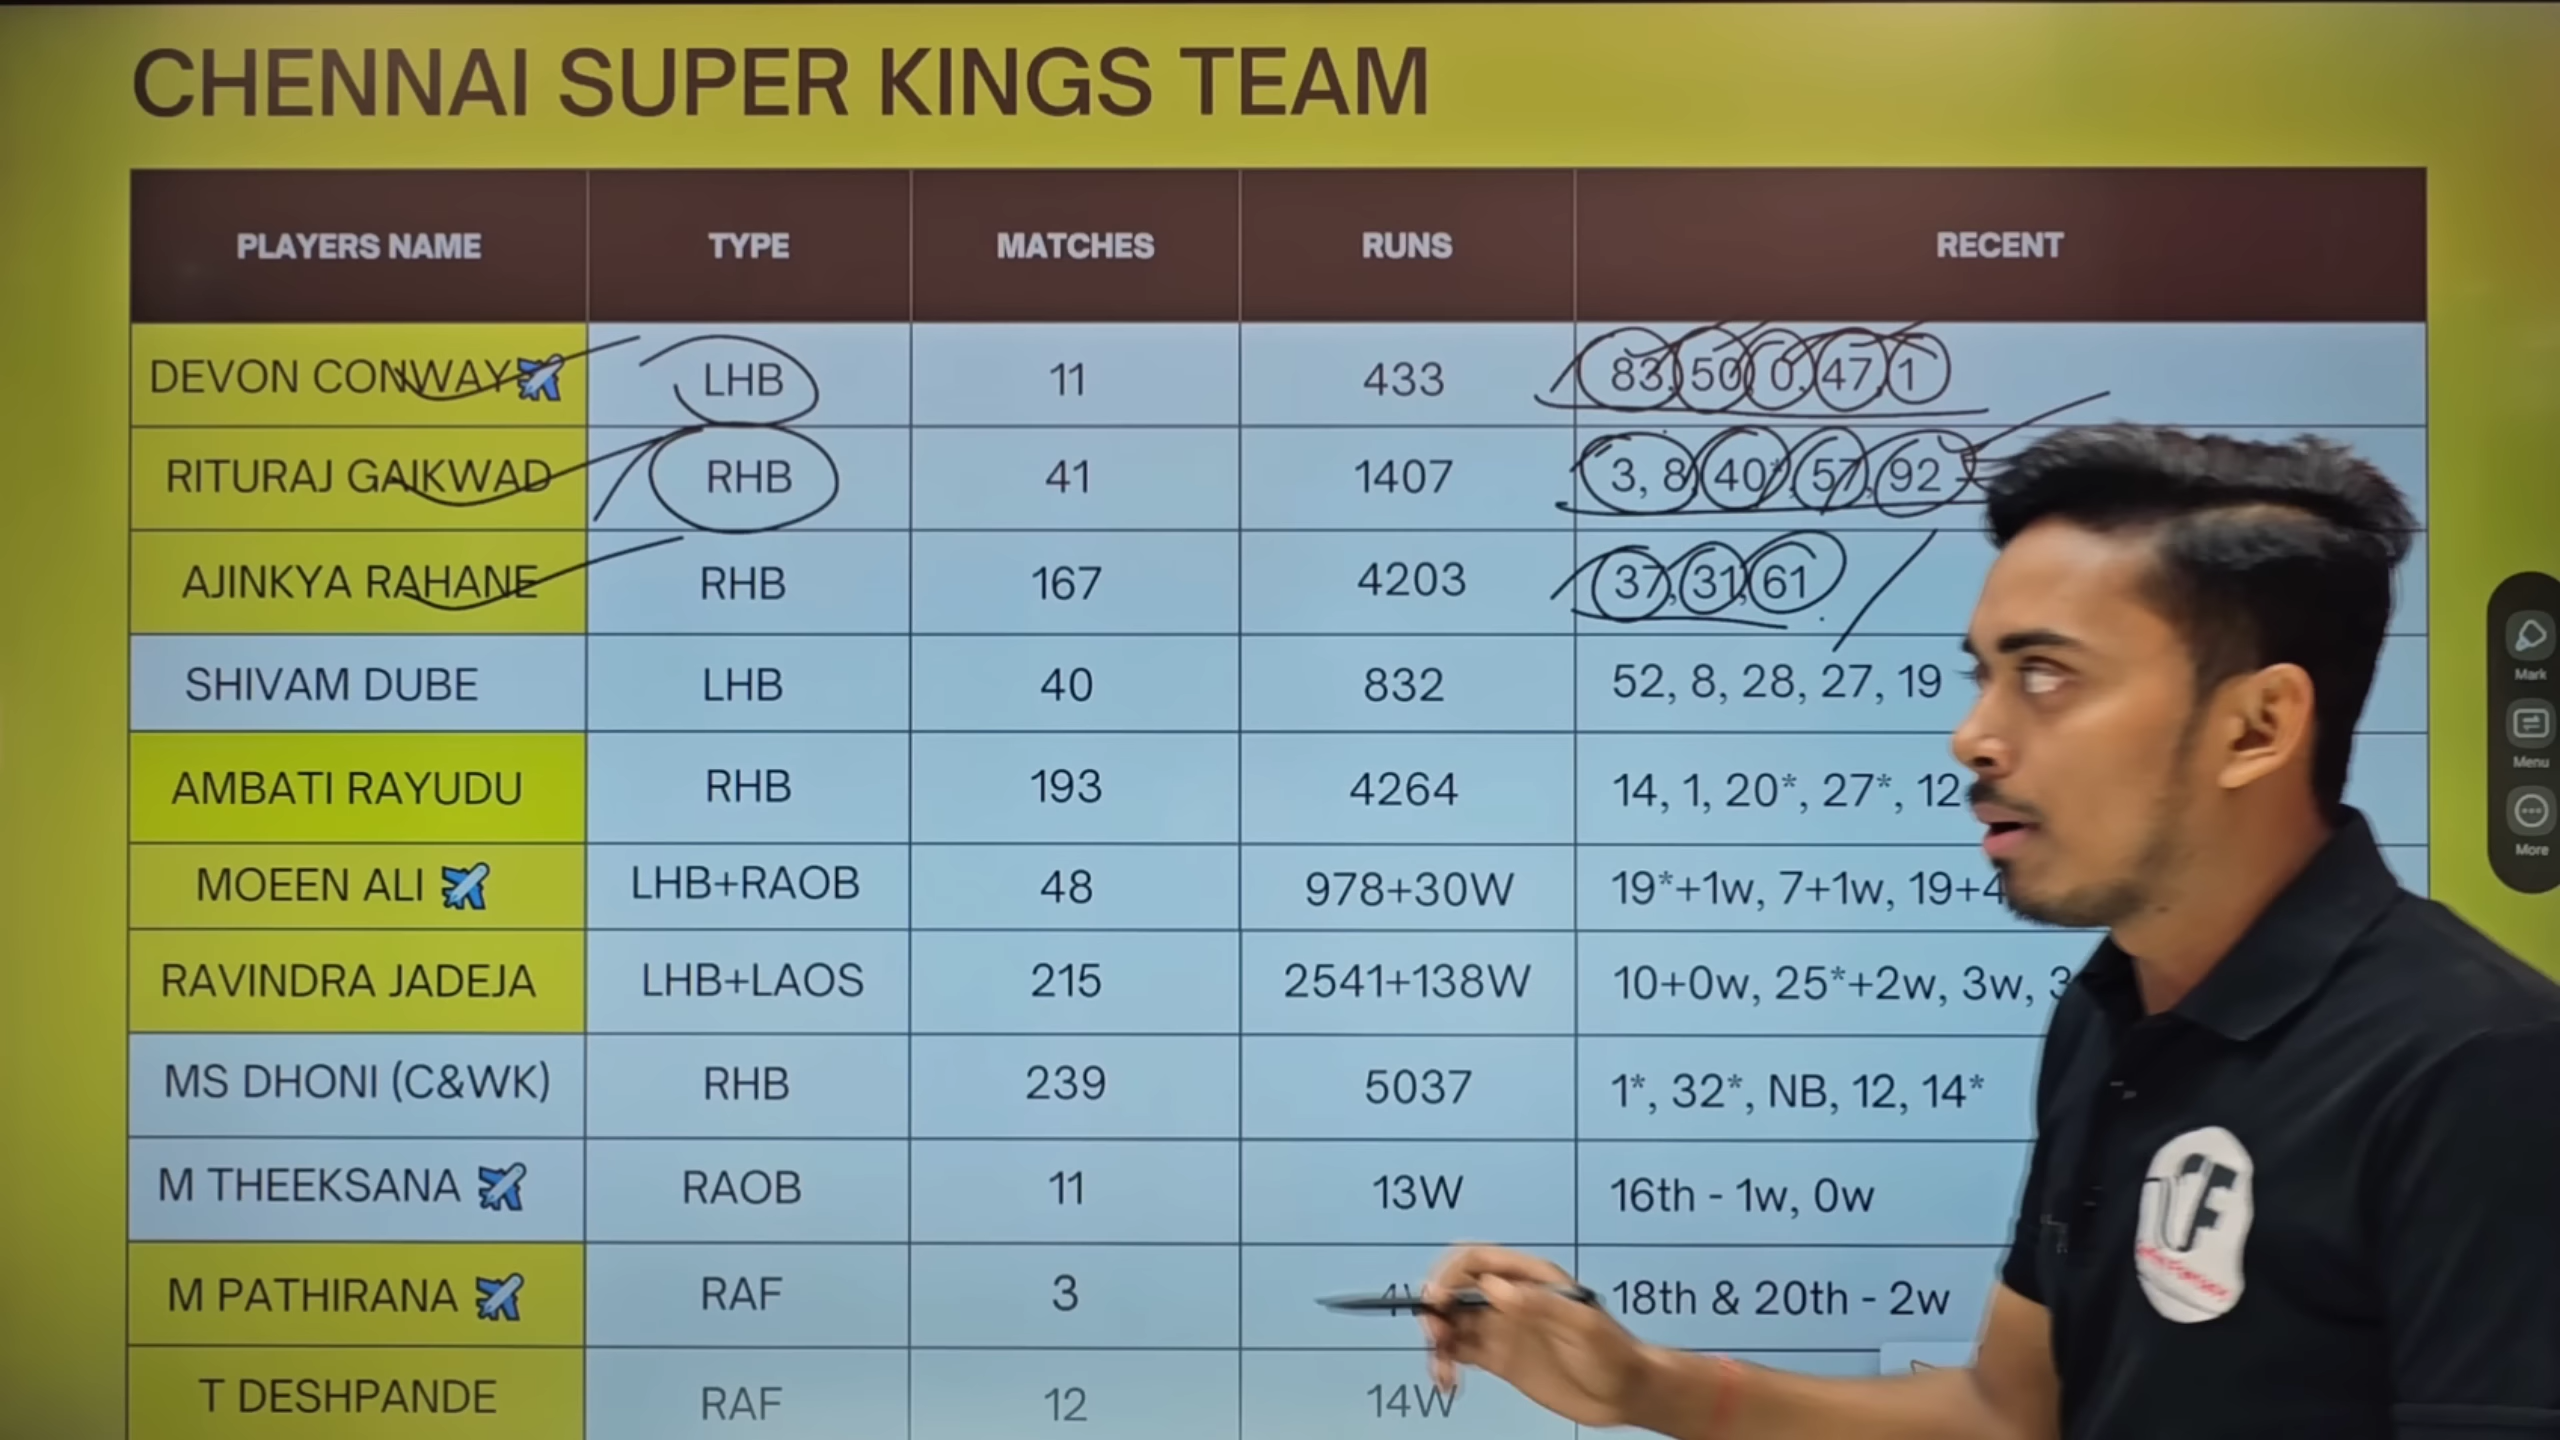 CHENNAI SUPER KINGS TEAM
PLAYERS NAME TYPE MATCHES RUNS RECENT
DEVON CONWAY LHB 11 433 83, 50, 0, 47, 1
RITURAJ GAIKWAD RHB 41 1407 3, 8, 40*, 57, 92
AJINKYA RAHANE RHB 167 4203 37, 31, 61
SHIVAM DUBE LHB 40 832 52, 8, 28, 27, 19
AMBATI RAYUDU RHB 193 4264 14, 1, 20*, 27*, 12
MOEEN ALI LHB+RAOB 48 978+30W 19*+1w, 7+1w, 19+4
RAVINDRA JADEJA LHB+LAOS 215 2541+138W 10+0w, 25*+2w, 3w, 3
MS DHONI (C&WK) RHB 239 5037 1*, 32*, NB, 12, 14*
M THEEKSANA RAOB 11 13W 16th - 1w, 0w
M PATHIRANA RAF 3 18th & 20th - 2w
T DESHPANDE RAF 12 14W
Mark
Menu
More